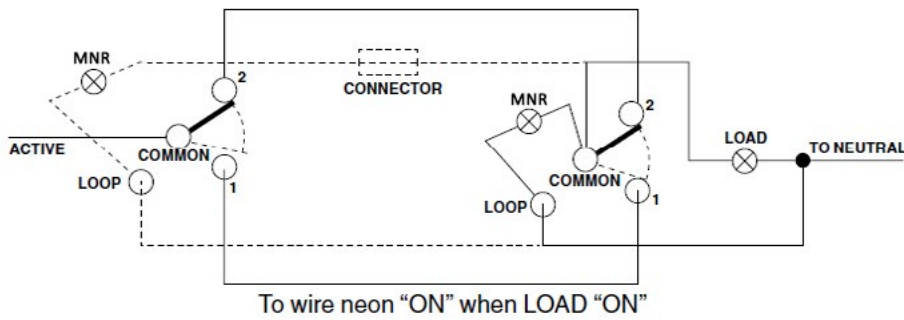 MNR
2
CONNECTOR
MNR
2
ACTIVE
COMMON
LOAD
TO NEUTRAL
LOOP
1
COMMON
LOOP
1
To wire neon “ON” when LOAD “ON”